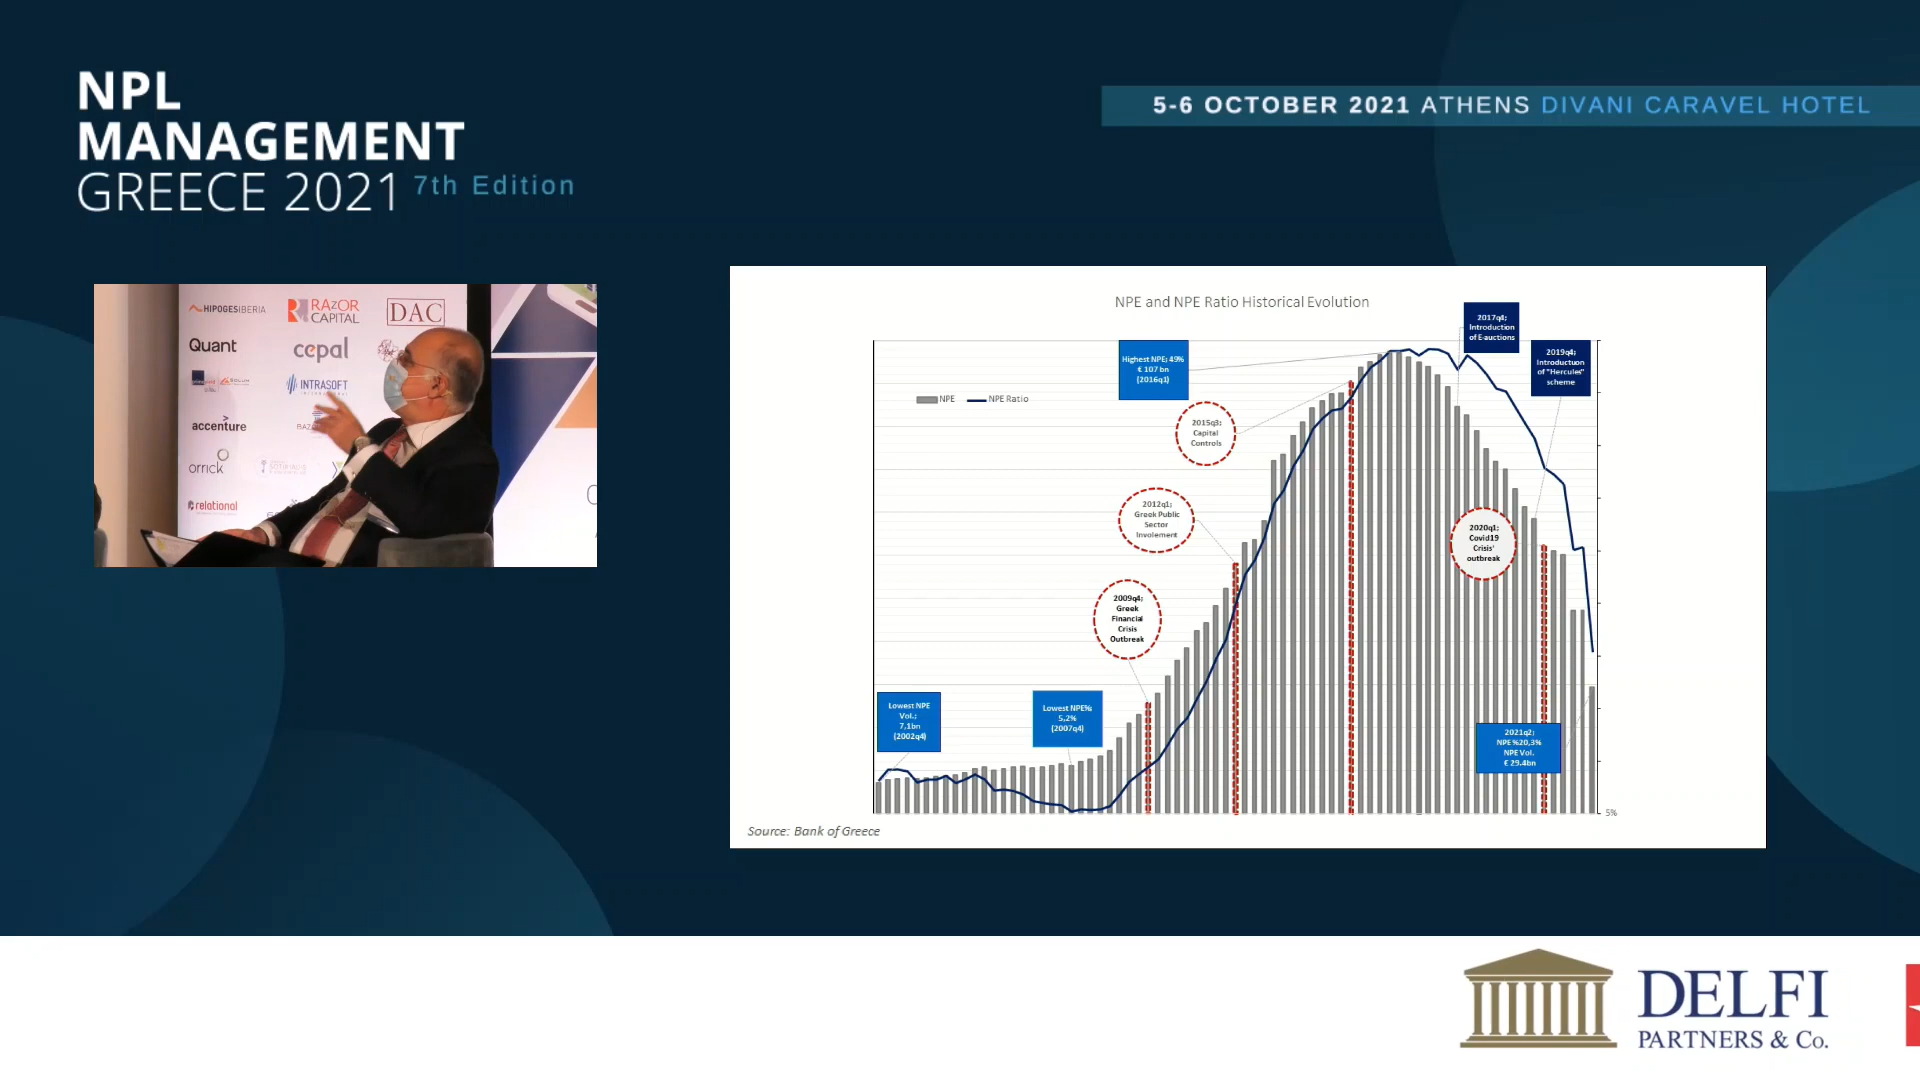 NPL
MANAGEMENT
GREECE 2021 7th Edition
5-6 OCTOBER 2021 ATHENS DIVANI CARAVEL HOTEL
HIPOGESIBERIA
RAZOR
CAPITAL
DAC
Quant
cepal
INTRASOFT
accenture
orrick
relational
NPE and NPE Ratio Historical Evolution
NPE
NPE Ratio
Highest NPE; 49%
€ 107 bn
(2016q1)
2017q4;
Introduction
of E-auctions
2019q4;
Introduction
of "Hercules"
scheme
2015q3;
Capital
Controls
2012q1;
Greek Public
Sector
Involement
2009q4;
Greek
Financial
Crisis
Outbreak
2020q1;
Covid19
Crisis'
outbreak
Lowest NPE
Vol.;
7,1bn
(2002q4)
Lowest NPE%
5,2%
(2007q4)
2021q2;
NPE %20,3%
NPE Vol.
€ 29.4bn
5%
Source: Bank of Greece
DELFI
PARTNERS & Co.